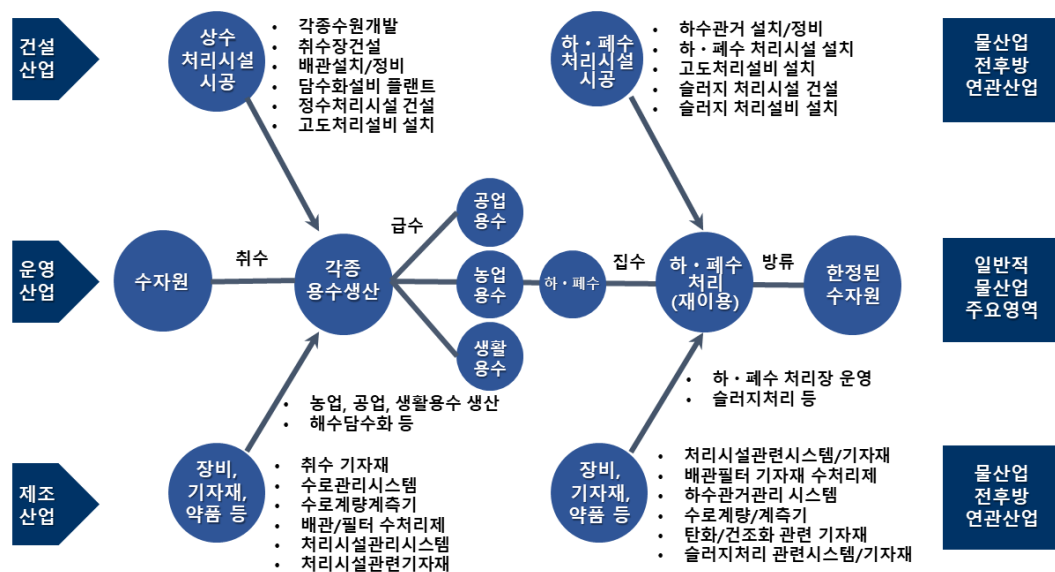 건설
산업
상수
처리시설
시공
• 각종수원개발
• 취수장건설
• 배관설치/정비
• 담수화설비 플랜트
• 정수처리시설 건설
• 고도처리설비 설치
하・폐수
처리시설
시공
• 하수관거 설치/정비
• 하・폐수 처리시설 설치
• 고도처리설비 설치
• 슬러지 처리시설 건설
• 슬러지 처리설비 설치
물산업
전후방
연관산업
운영
산업
수자원
취수
각종
용수생산
급수
공업
용수
농업
용수
생활
용수
하・폐수
집수
하・폐수
처리
(재이용)
방류
한정된
수자원
일반적
물산업
주요영역
• 농업, 공업, 생활용수 생산
• 해수담수화 등
• 하・폐수 처리장 운영
• 슬러지처리 등
제조
산업
장비,
기자재,
약품 등
• 취수 기자재
• 수로관리시스템
• 수로계량계측기
• 배관/필터 수처리제
• 처리시설관리시스템
• 처리시설관련기자재
장비,
기자재,
약품 등
• 처리시설관련시스템/기자재
• 배관필터 기자재 수처리제
• 하수관거관리 시스템
• 수로계량/계측기
• 탄화/건조화 관련 기자재
• 슬러지처리 관련시스템/기자재
물산업
전후방
연관산업